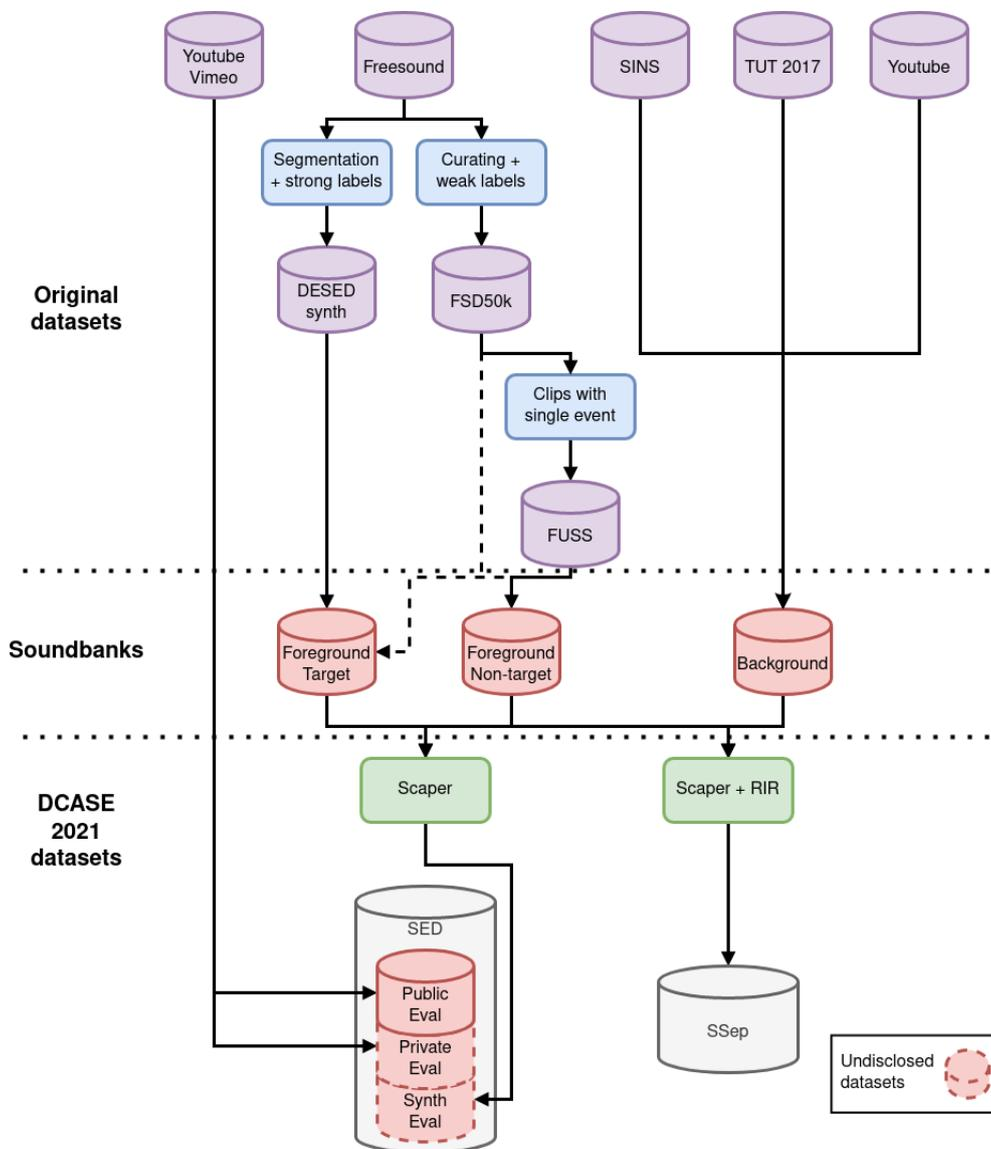 Youtube
Vimeo
Freesound
SINS
TUT 2017
Youtube
Segmentation
+ strong labels
Curating +
weak labels
Original
datasets
DESED
synth
FSD50k
Clips with
single event
FUSS
Soundbanks
Foreground
Target
Foreground
Non-target
Background
DCASE
2021
datasets
Scaper
Scaper + RIR
SED
Public
Eval
Private
Eval
Synth
Eval
SSep
Undisclosed
datasets